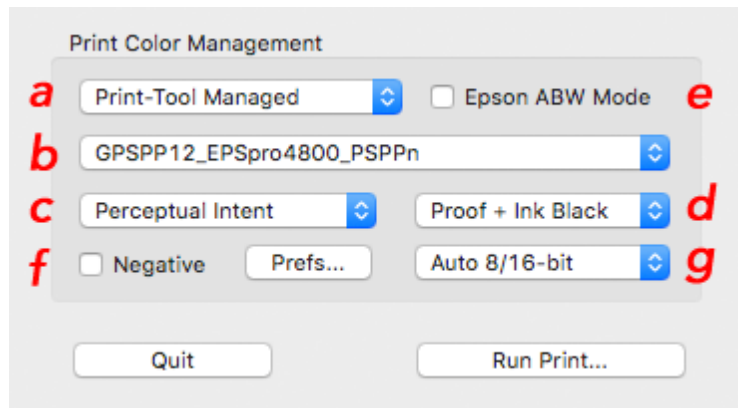 Print Color Management
a Print-Tool Managed Epson ABW Mode e
b GPSPP12_EPSpro4800_PSPPn
c Perceptual Intent Proof + Ink Black d
f Negative Prefs... Auto 8/16-bit g
Quit Run Print...